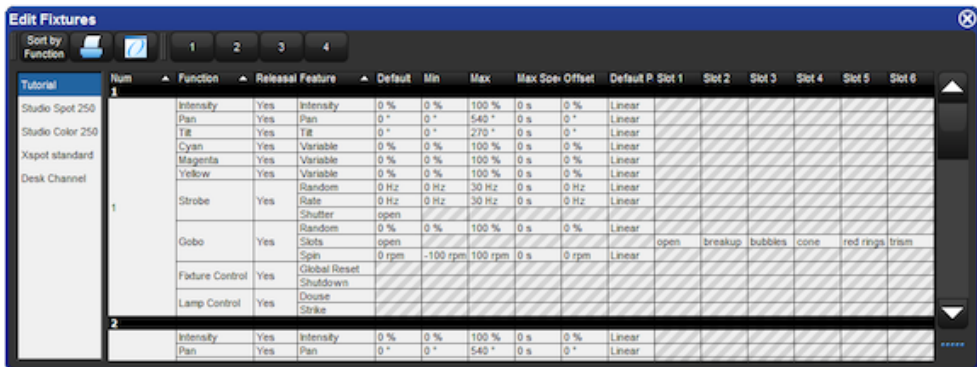 Edit Fixtures
Sort by Function 1 2 3 4
Num Function Releasal Feature Default Min Max Max Spe Offset Default P Slot 1 Slot 2 Slot 3 Slot 4 Slot 5 Slot 6
Tutorial
Studio Spot 250
Studio Color 250
Xspot standard
Desk Channel
1
1
Intensity Yes Intensity 0 % 0 % 100 % 0 s 0 % Linear
Pan Yes Pan 0 ° 0 ° 540 ° 0 s 0 ° Linear
Tilt Yes Tilt 0 ° 0 ° 270 ° 0 s 0 ° Linear
Cyan Yes Variable 0 % 0 % 100 % 0 s 0 % Linear
Magenta Yes Variable 0 % 0 % 100 % 0 s 0 % Linear
Yellow Yes Variable 0 % 0 % 100 % 0 s 0 % Linear
Strobe Yes Random 0 Hz 0 Hz 30 Hz 0 s 0 Hz Linear
Rate 0 Hz 0 Hz 30 Hz 0 s 0 Hz Linear
Shutter open
Gobo Yes Random 0 % 0 % 100 % 0 s 0 % Linear
Slots open open breakup bubbles cone red rings trism
Spin 0 rpm -100 rpm 100 rpm 0 s 0 rpm Linear
Fixture Control Yes Global Reset
Shutdown
Lamp Control Yes Douse
Strike
2
Intensity Yes Intensity 0 % 0 % 100 % 0 s 0 % Linear
Pan Yes Pan 0 ° 0 ° 540 ° 0 s 0 ° Linear